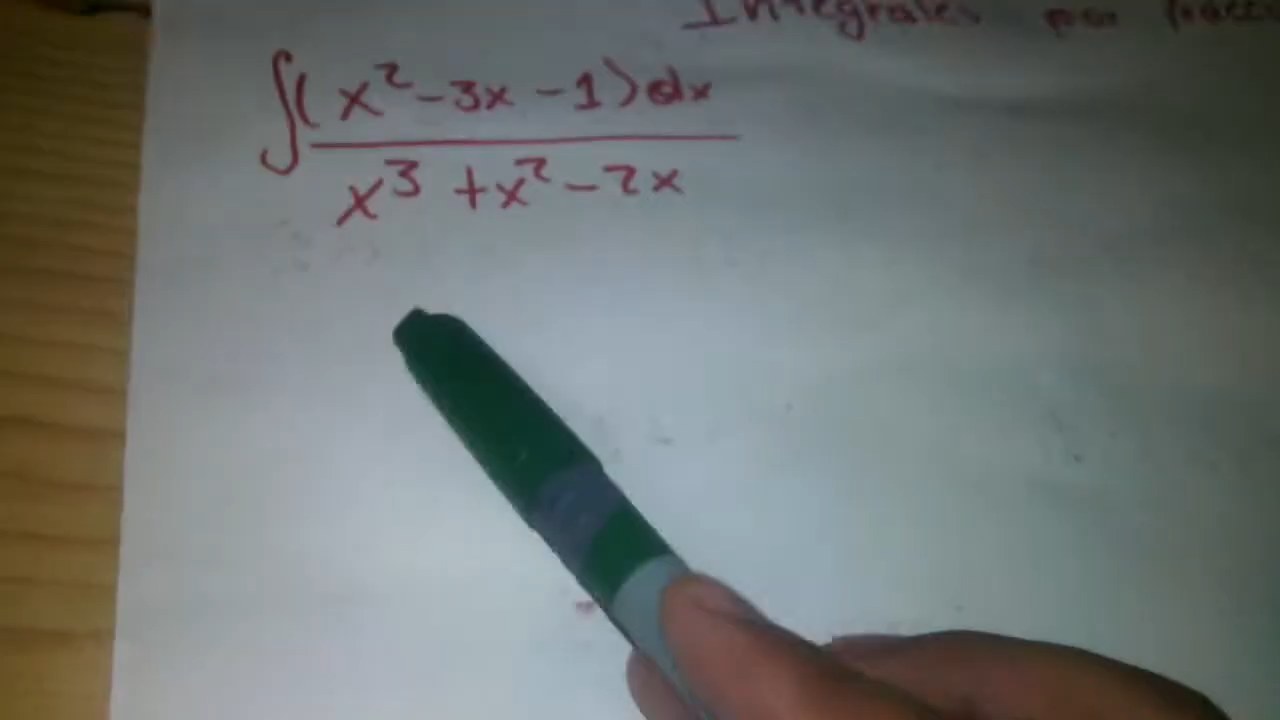 Integrales por
∫(x²-3x-1)dx
x³+x²-2x